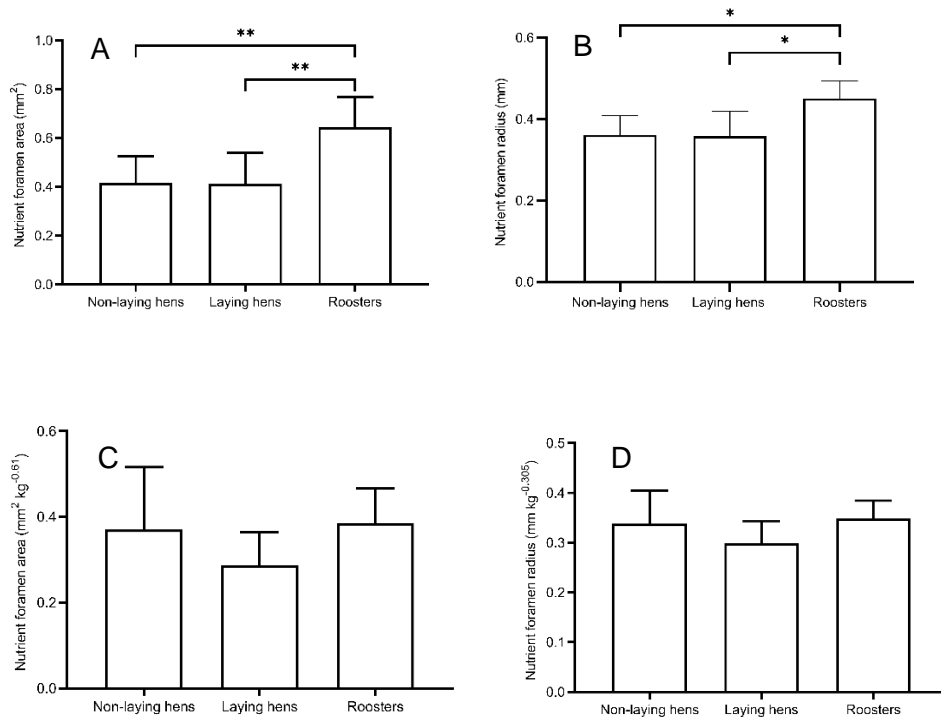 A
**
**
Nutrient foramen area (mm²)
1.0
0.8
0.6
0.4
0.2
0.0
Non-laying hens Laying hens Roosters
B
*
*
Nutrient foramen radius (mm)
0.6
0.4
0.2
0.0
Non-laying hens Laying hens Roosters
C
Nutrient foramen area (mm² kg⁻⁰·⁶¹)
0.6
0.4
0.2
0.0
Non-laying hens Laying hens Roosters
D
Nutrient foramen radius (mm kg⁻⁰·³⁰⁵)
0.5
0.4
0.3
0.2
0.1
0.0
Non-laying hens Laying hens Roosters